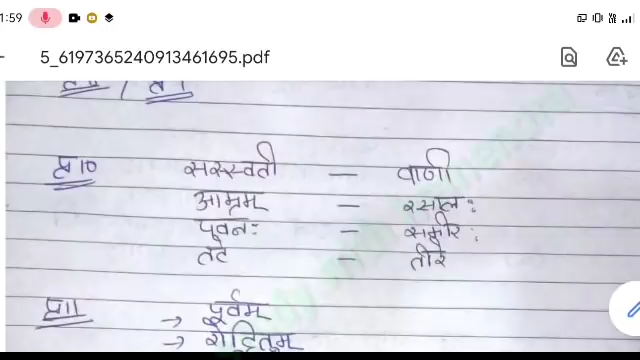 1:59
5_6197365240913461695.pdf
प्र10 सरस्वती — वाणी
आम्रम् — रसालः
पवनः — समीरः
तटे — तीरे
प्र11 → पूर्वम्
→